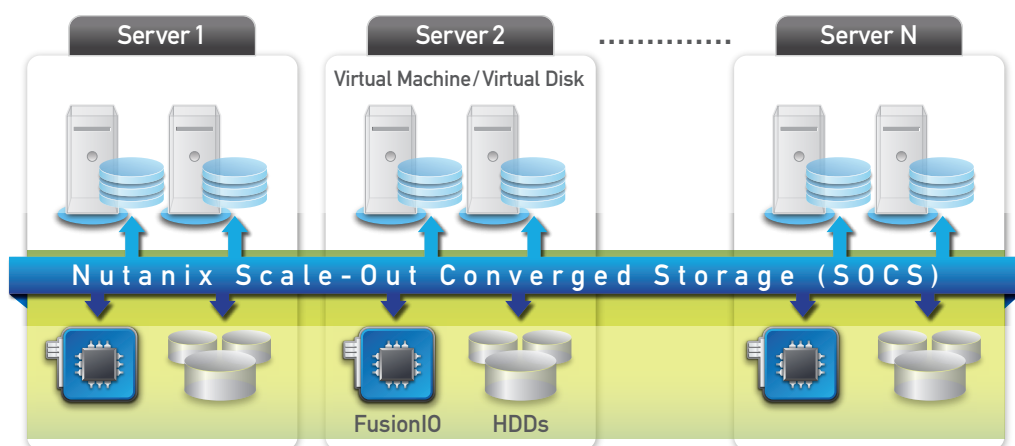 Server 1
Server 2
..............
Server N
Virtual Machine/Virtual Disk
Nutanix Scale-Out Converged Storage (SOCS)
FusionIO
HDDs